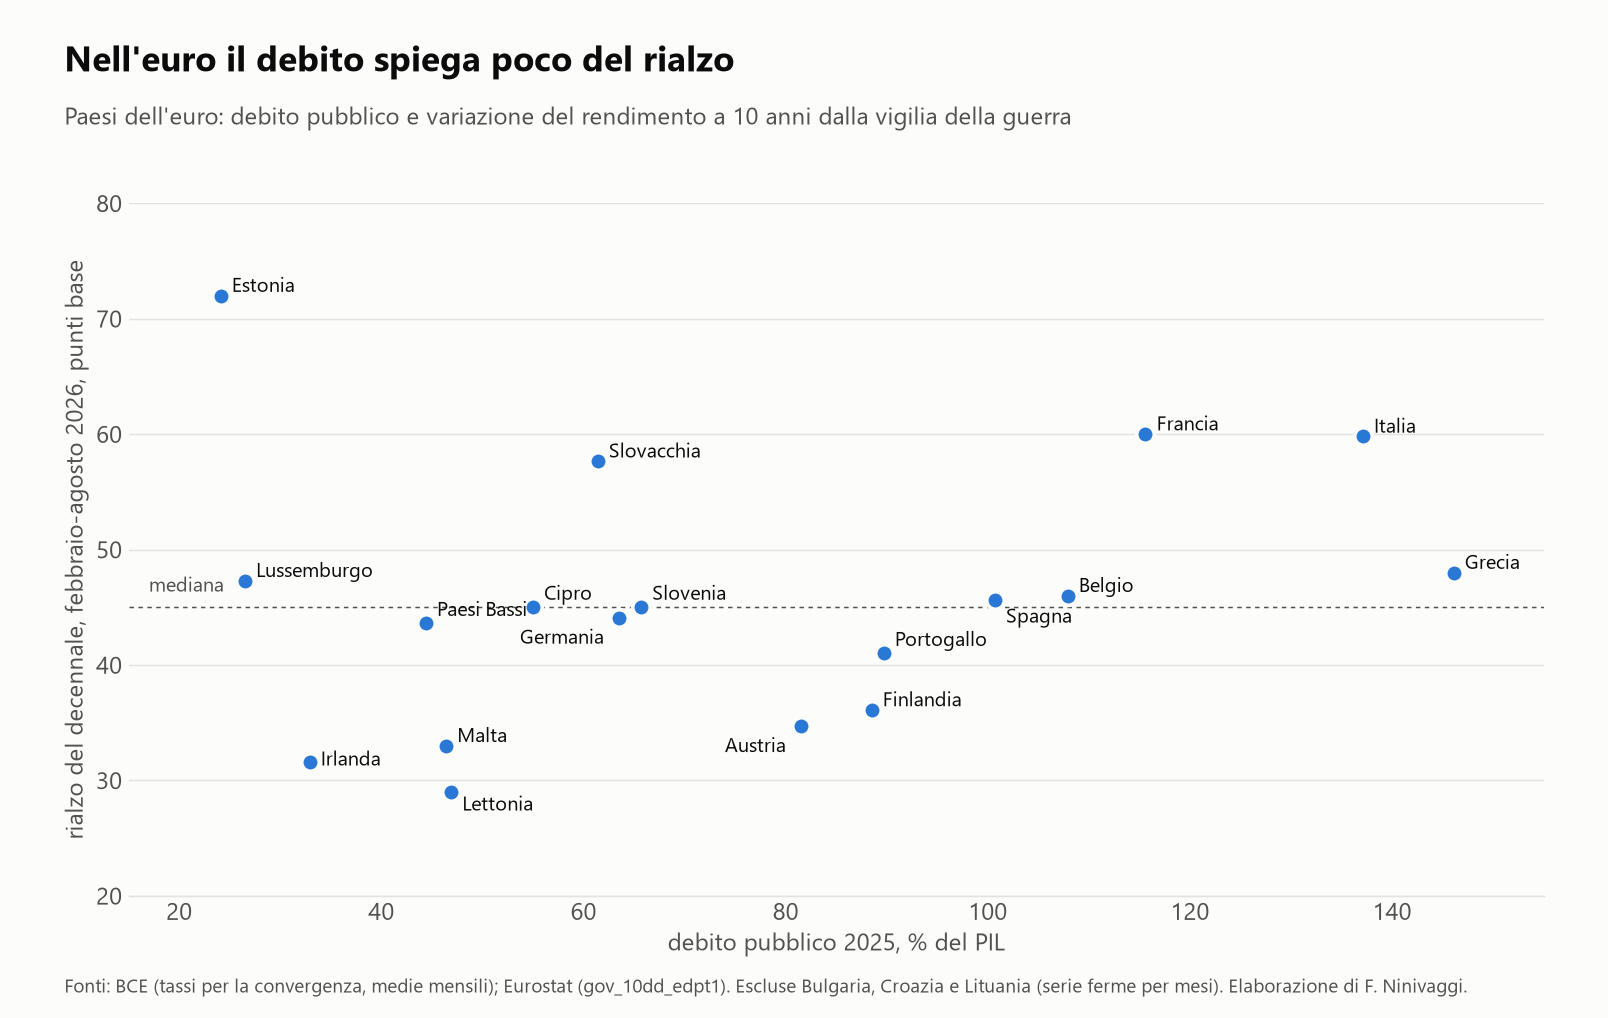 Nell'euro il debito spiega poco del rialzo
Paesi dell'euro: debito pubblico e variazione del rendimento a 10 anni dalla vigilia della guerra
rialzo del decennale, febbraio-agosto 2026, punti base
80
70
60
50
40
30
20
Estonia
Francia
Italia
Slovacchia
Grecia
Lussemburgo
mediana
Belgio
Cipro
Slovenia
Paesi Bassi
Spagna
Germania
Portogallo
Finlandia
Malta
Austria
Irlanda
Lettonia
20
40
60
80
100
120
140
debito pubblico 2025, % del PIL
Fonti: BCE (tassi per la convergenza, medie mensili); Eurostat (gov_10dd_edpt1). Escluse Bulgaria, Croazia e Lituania (serie ferme per mesi). Elaborazione di F. Ninivaggi.